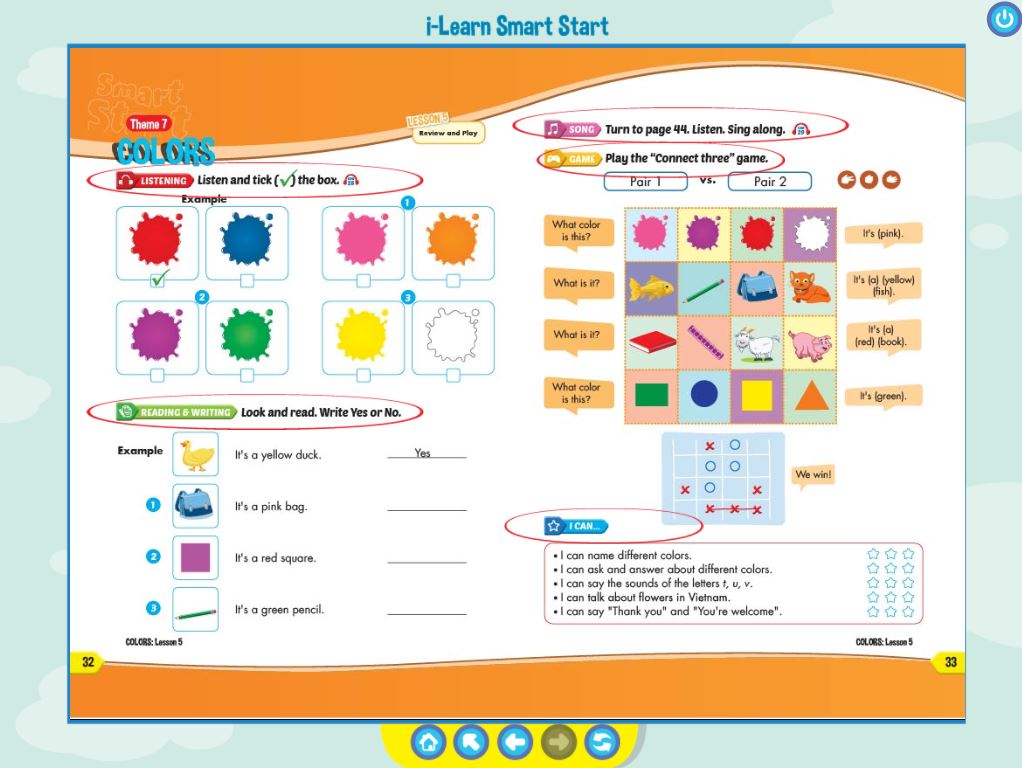 i-Learn Smart Start
Smart
Start
Theme 7
COLORS
LESSON 5
Review and Play
LISTENING Listen and tick (✓) the box.
Example
1
2
3
READING & WRITING Look and read. Write Yes or No.
Example It's a yellow duck. Yes
1 It's a pink bag.
2 It's a red square.
3 It's a green pencil.
COLORS: Lesson 5
32
SONG Turn to page 44. Listen. Sing along.
GAME Play the “Connect three” game.
Pair 1 vs. Pair 2
What color
is this?
It's (pink).
What is it?
It's (a) (yellow)
(fish).
What is it?
It's (a)
(red) (book).
What color
is this?
It's (green).
We win!
I CAN...
• I can name different colors.
• I can ask and answer about different colors.
• I can say the sounds of the letters t, u, v.
• I can talk about flowers in Vietnam.
• I can say "Thank you" and "You're welcome".
COLORS: Lesson 5
33